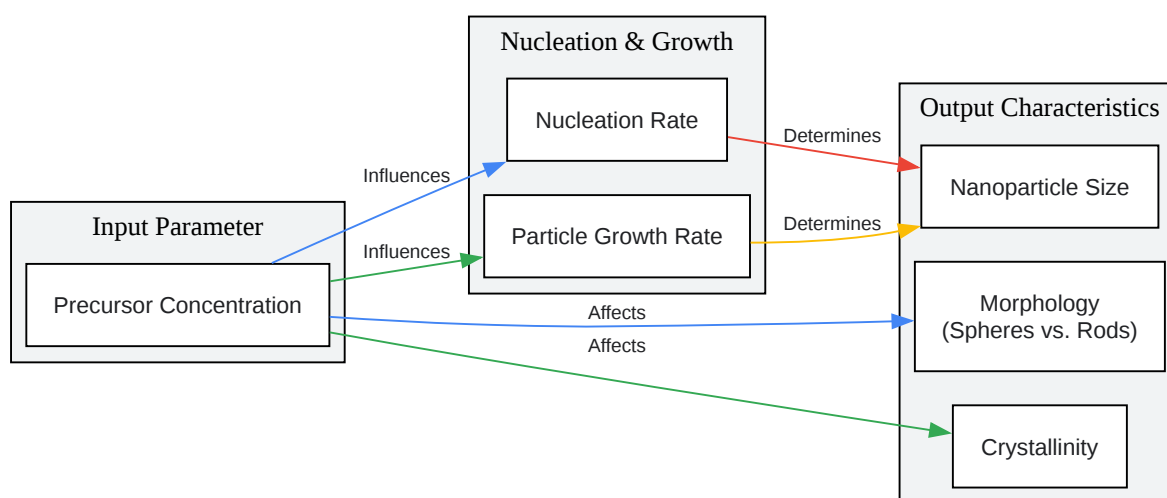 Input Parameter
Precursor Concentration
Influences
Influences
Affects
Affects
Nucleation & Growth
Nucleation Rate
Particle Growth Rate
Determines
Determines
Output Characteristics
Nanoparticle Size
Morphology
(Spheres vs. Rods)
Crystallinity